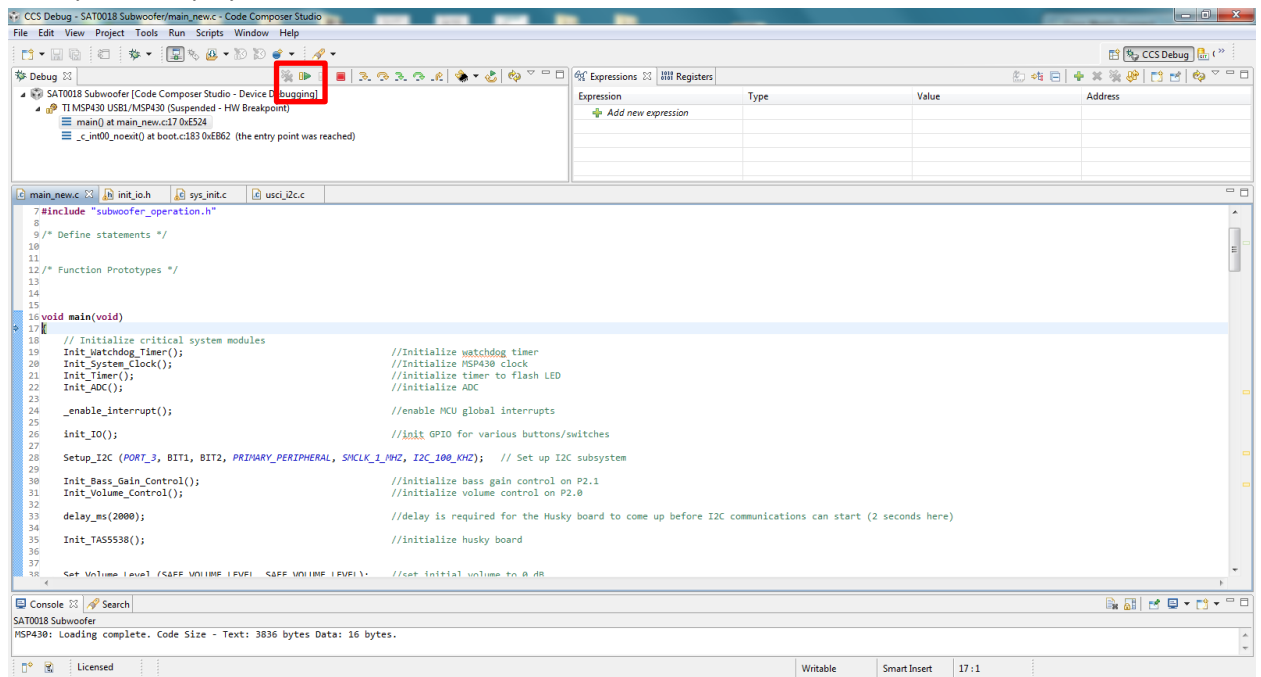 CCS Debug - SAT0018 Subwoofer/main_new.c - Code Composer Studio
File Edit View Project Tools Run Scripts Window Help
CCS Debug
Debug
Expressions Registers
SAT0018 Subwoofer [Code Composer Studio - Device Debugging]
TI MSP430 USB1/MSP430 (Suspended - HW Breakpoint)
main() at main_new.c:17 0xE524
_c_int00_noexit() at boot.c:183 0xEB62 (the entry point was reached)
Expression Type Value Address
Add new expression
main_new.c init_io.h sys_init.c usci_i2c.c
7 #include "subwoofer_operation.h"
8
9 /* Define statements */
10
11
12 /* Function Prototypes */
13
14
15
16 void main(void)
17 {
18 // Initialize critical system modules
19 Init_Watchdog_Timer(); //Initialize watchdog timer
20 Init_System_Clock(); //Initialize MSP430 clock
21 Init_Timer(); //initialize timer to flash LED
22 Init_ADC(); //initialize ADC
23
24 _enable_interrupt(); //enable MCU global interrupts
25
26 init_IO(); //init GPIO for various buttons/switches
27
28 Setup_I2C (PORT_3, BIT1, BIT2, PRIMARY_PERIPHERAL, SMCLK_1_MHZ, I2C_100_KHZ); // Set up I2C subsystem
29
30 Init_Bass_Gain_Control(); //initialize bass gain control on P2.1
31 Init_Volume_Control(); //initialize volume control on P2.0
32
33 delay_ms(2000); //delay is required for the Husky board to come up before I2C communications can start (2 seconds here)
34
35 Init_TAS5538(); //initialize husky board
36
37
38 Set_Volume_Level (SAFE_VOLUME_LEVEL, SAFE_VOLUME_LEVEL); //set initial volume to 0 dB
Console Search
SAT0018 Subwoofer
MSP430: Loading complete. Code Size - Text: 3836 bytes Data: 16 bytes.
Licensed Writable Smart Insert 17 : 1